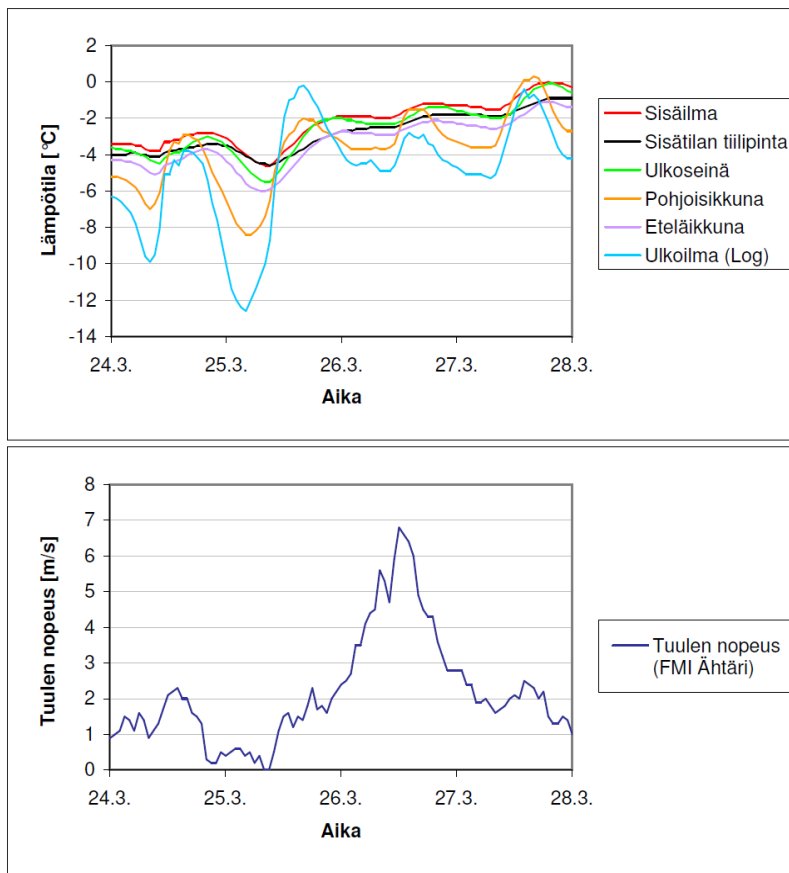 Lämpötila [°C]
2
0
-2
-4
-6
-8
-10
-12
-14
24.3. 25.3. 26.3. 27.3. 28.3.
Aika
Sisäilma
Sisätilan tiilipinta
Ulkoseinä
Pohjoisikkuna
Eteläikkuna
Ulkoilma (Log)
Tuulen nopeus [m/s]
8
7
6
5
4
3
2
1
0
24.3. 25.3. 26.3. 27.3. 28.3.
Aika
Tuulen nopeus
(FMI Ähtäri)